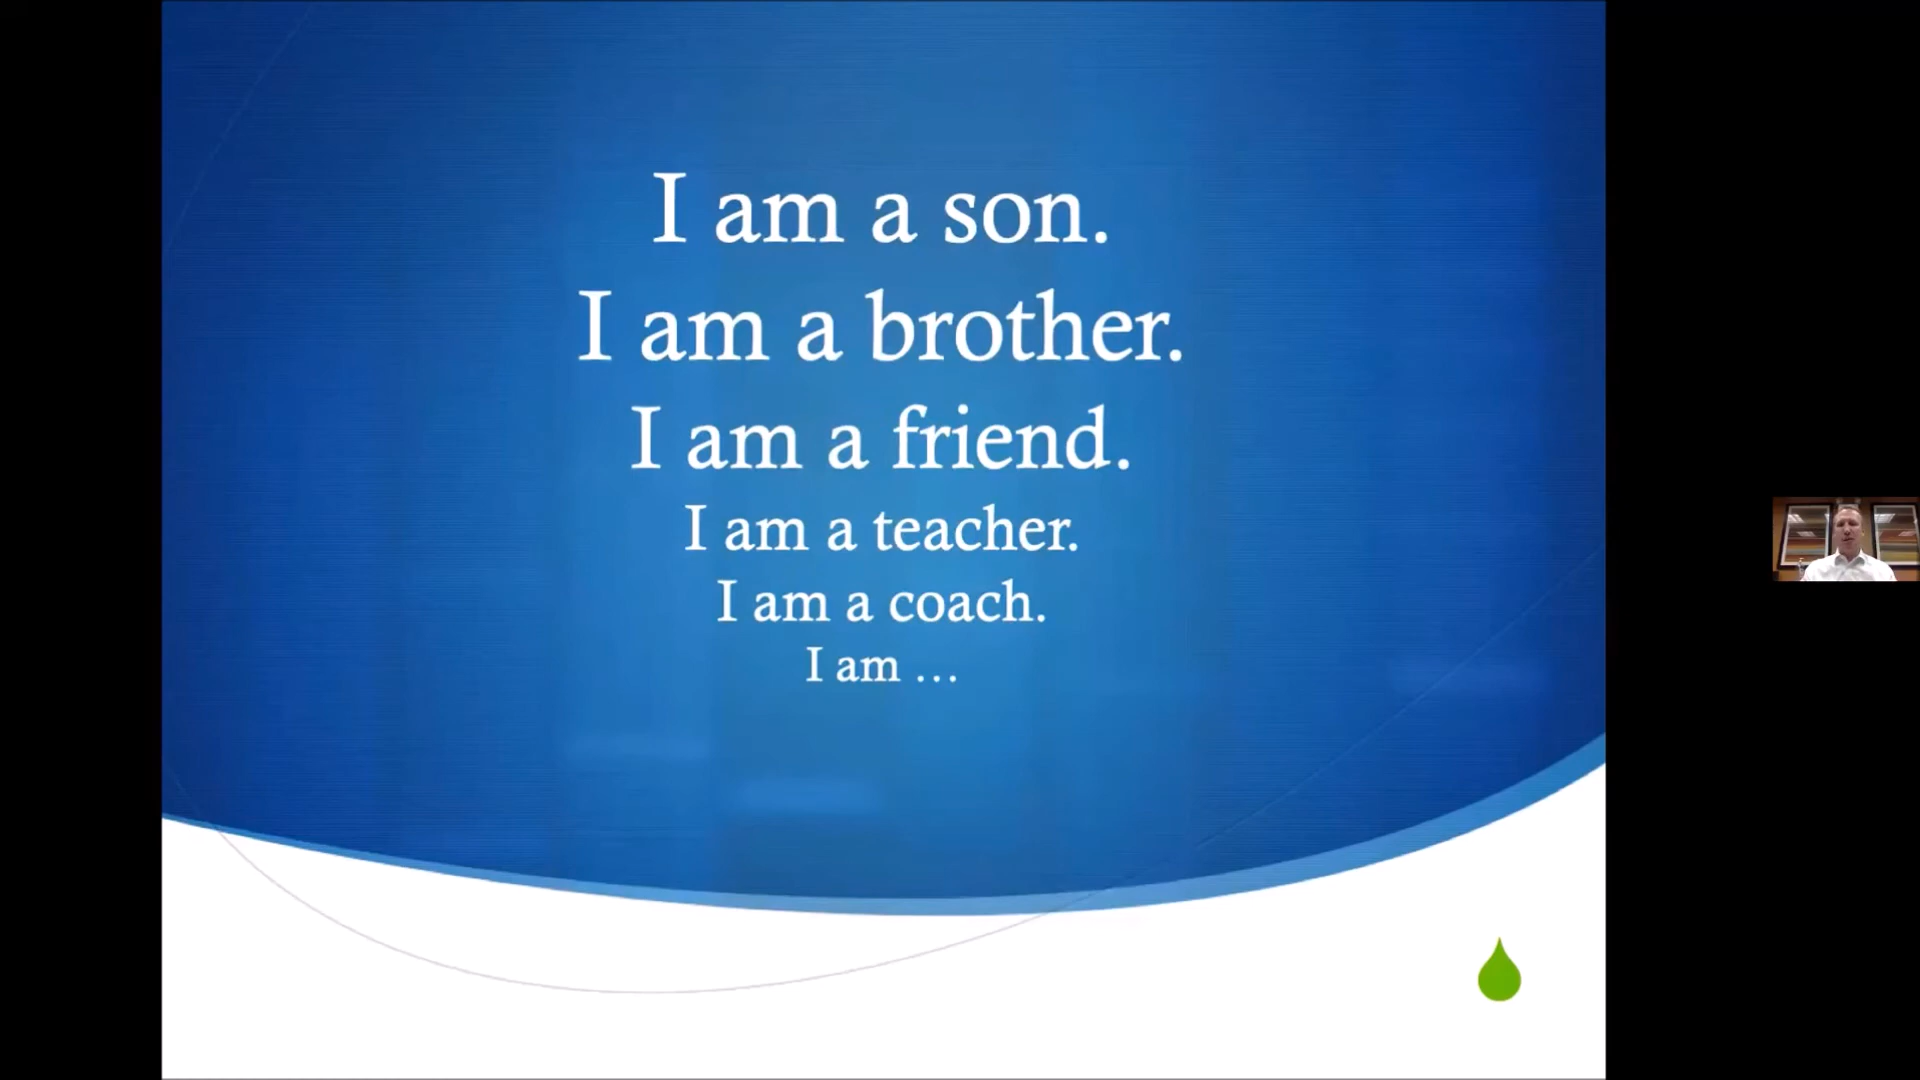 I am a son.
I am a brother.
I am a friend.
I am a teacher.
I am a coach.
I am …